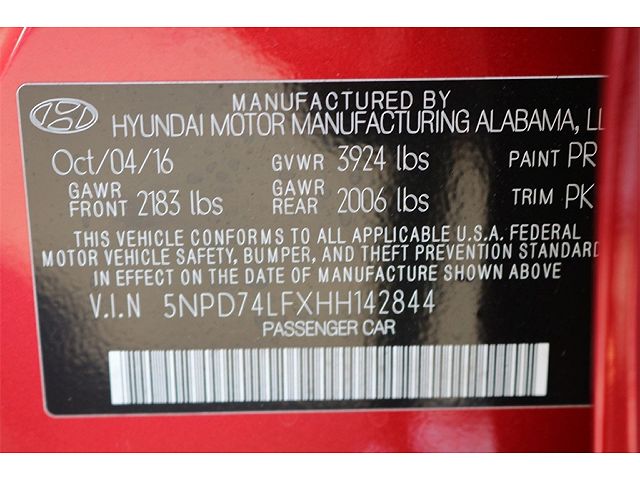 MANUFACTURED BY
HYUNDAI MOTOR MANUFACTURING ALABAMA,
Oct/04/16 GVWR 3924 lbs PAINT PR
GAWR FRONT 2183 lbs GAWR REAR 2006 lbs TRIM PK
THIS VEHICLE CONFORMS TO ALL APPLICABLE U.S.A. FEDERAL
MOTOR VEHICLE SAFETY, BUMPER, AND THEFT PREVENTION STANDARD
IN EFFECT ON THE DATE OF MANUFACTURE SHOWN ABOVE
V.I.N 5NPD74LFXHH142844
PASSENGER CAR